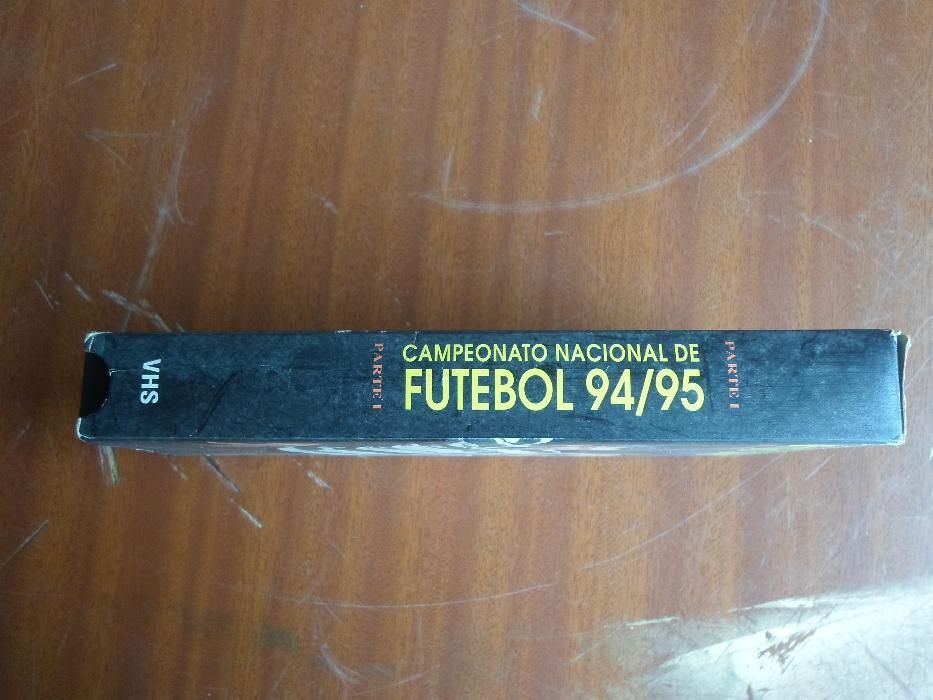 VHS
PARTE I
CAMPEONATO NACIONAL DE
FUTEBOL 94/95
PARTE I